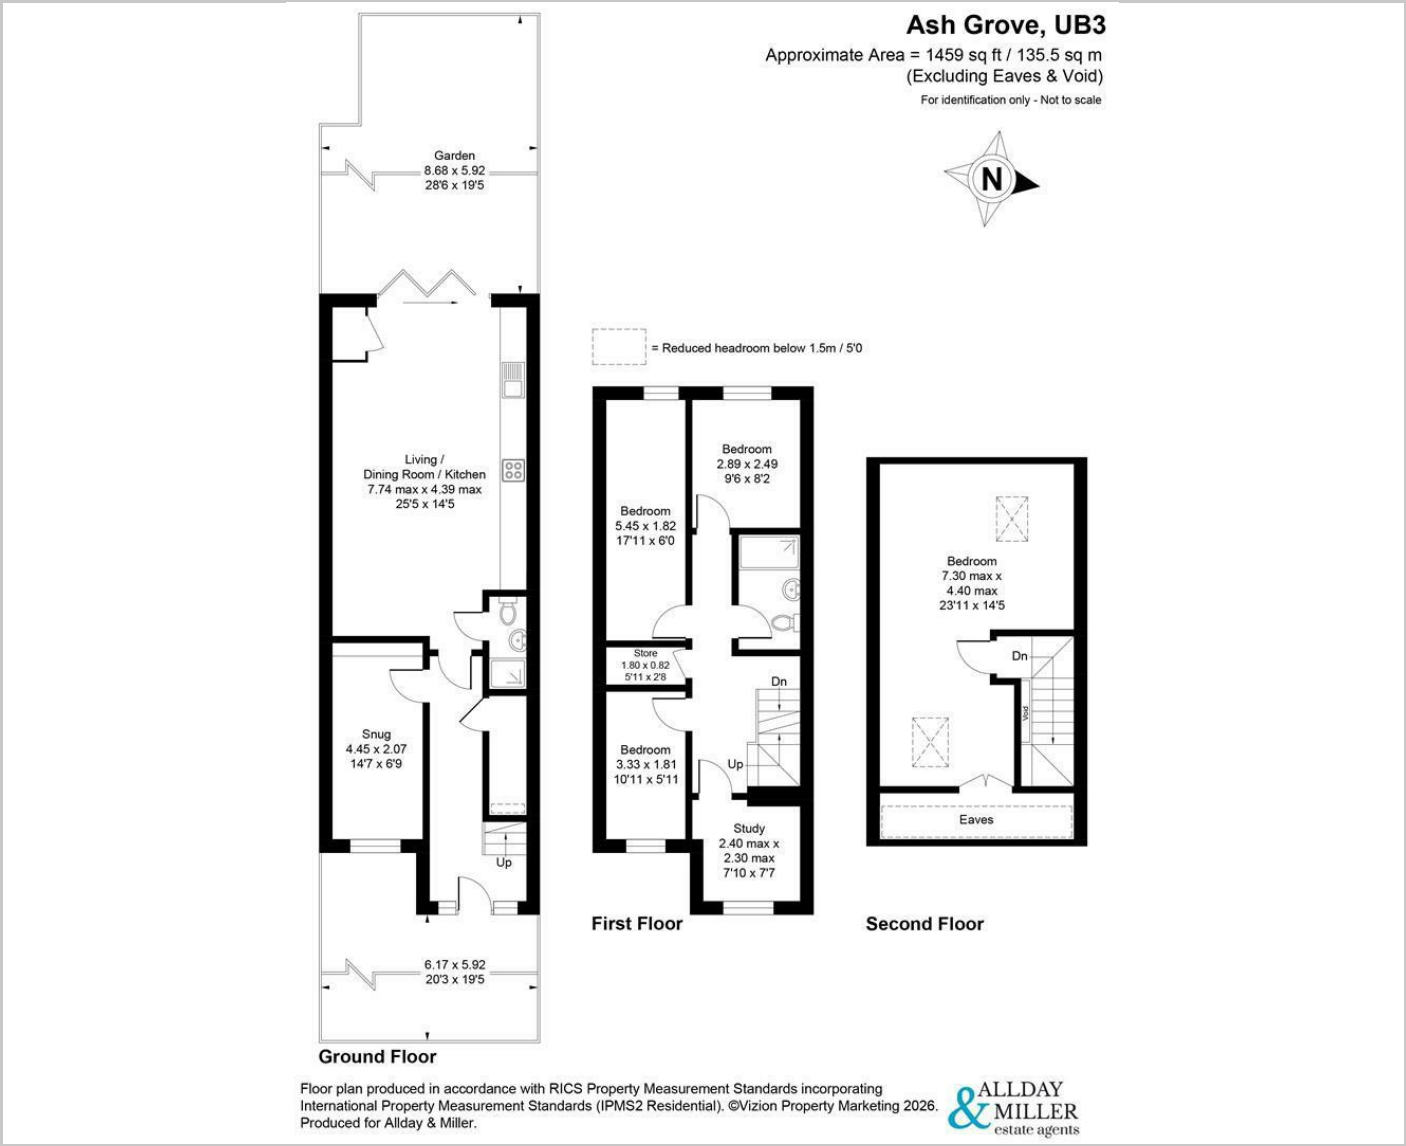 Ash Grove, UB3
Approximate Area = 1459 sq ft / 135.5 sq m
(Excluding Eaves & Void)
For identification only - Not to scale
N
Garden
8.68 x 5.92
28'6 x 19'5
= Reduced headroom below 1.5m / 5'0
Living /
Dining Room / Kitchen
7.74 max x 4.39 max
25'5 x 14'5
Snug
4.45 x 2.07
14'7 x 6'9
Up
6.17 x 5.92
20'3 x 19'5
Ground Floor
Bedroom
2.89 x 2.49
9'6 x 8'2
Bedroom
5.45 x 1.82
17'11 x 6'0
Store
1.80 x 0.82
5'11 x 2'8
Dn
Up
Bedroom
3.33 x 1.81
10'11 x 5'11
Study
2.40 max x
2.30 max
7'10 x 7'7
First Floor
Bedroom
7.30 max x
4.40 max
23'11 x 14'5
Dn
Void
Eaves
Second Floor
Floor plan produced in accordance with RICS Property Measurement Standards incorporating
International Property Measurement Standards (IPMS2 Residential). ©Vizion Property Marketing 2026.
Produced for Allday & Miller.
ALLDAY
& MILLER
estate agents